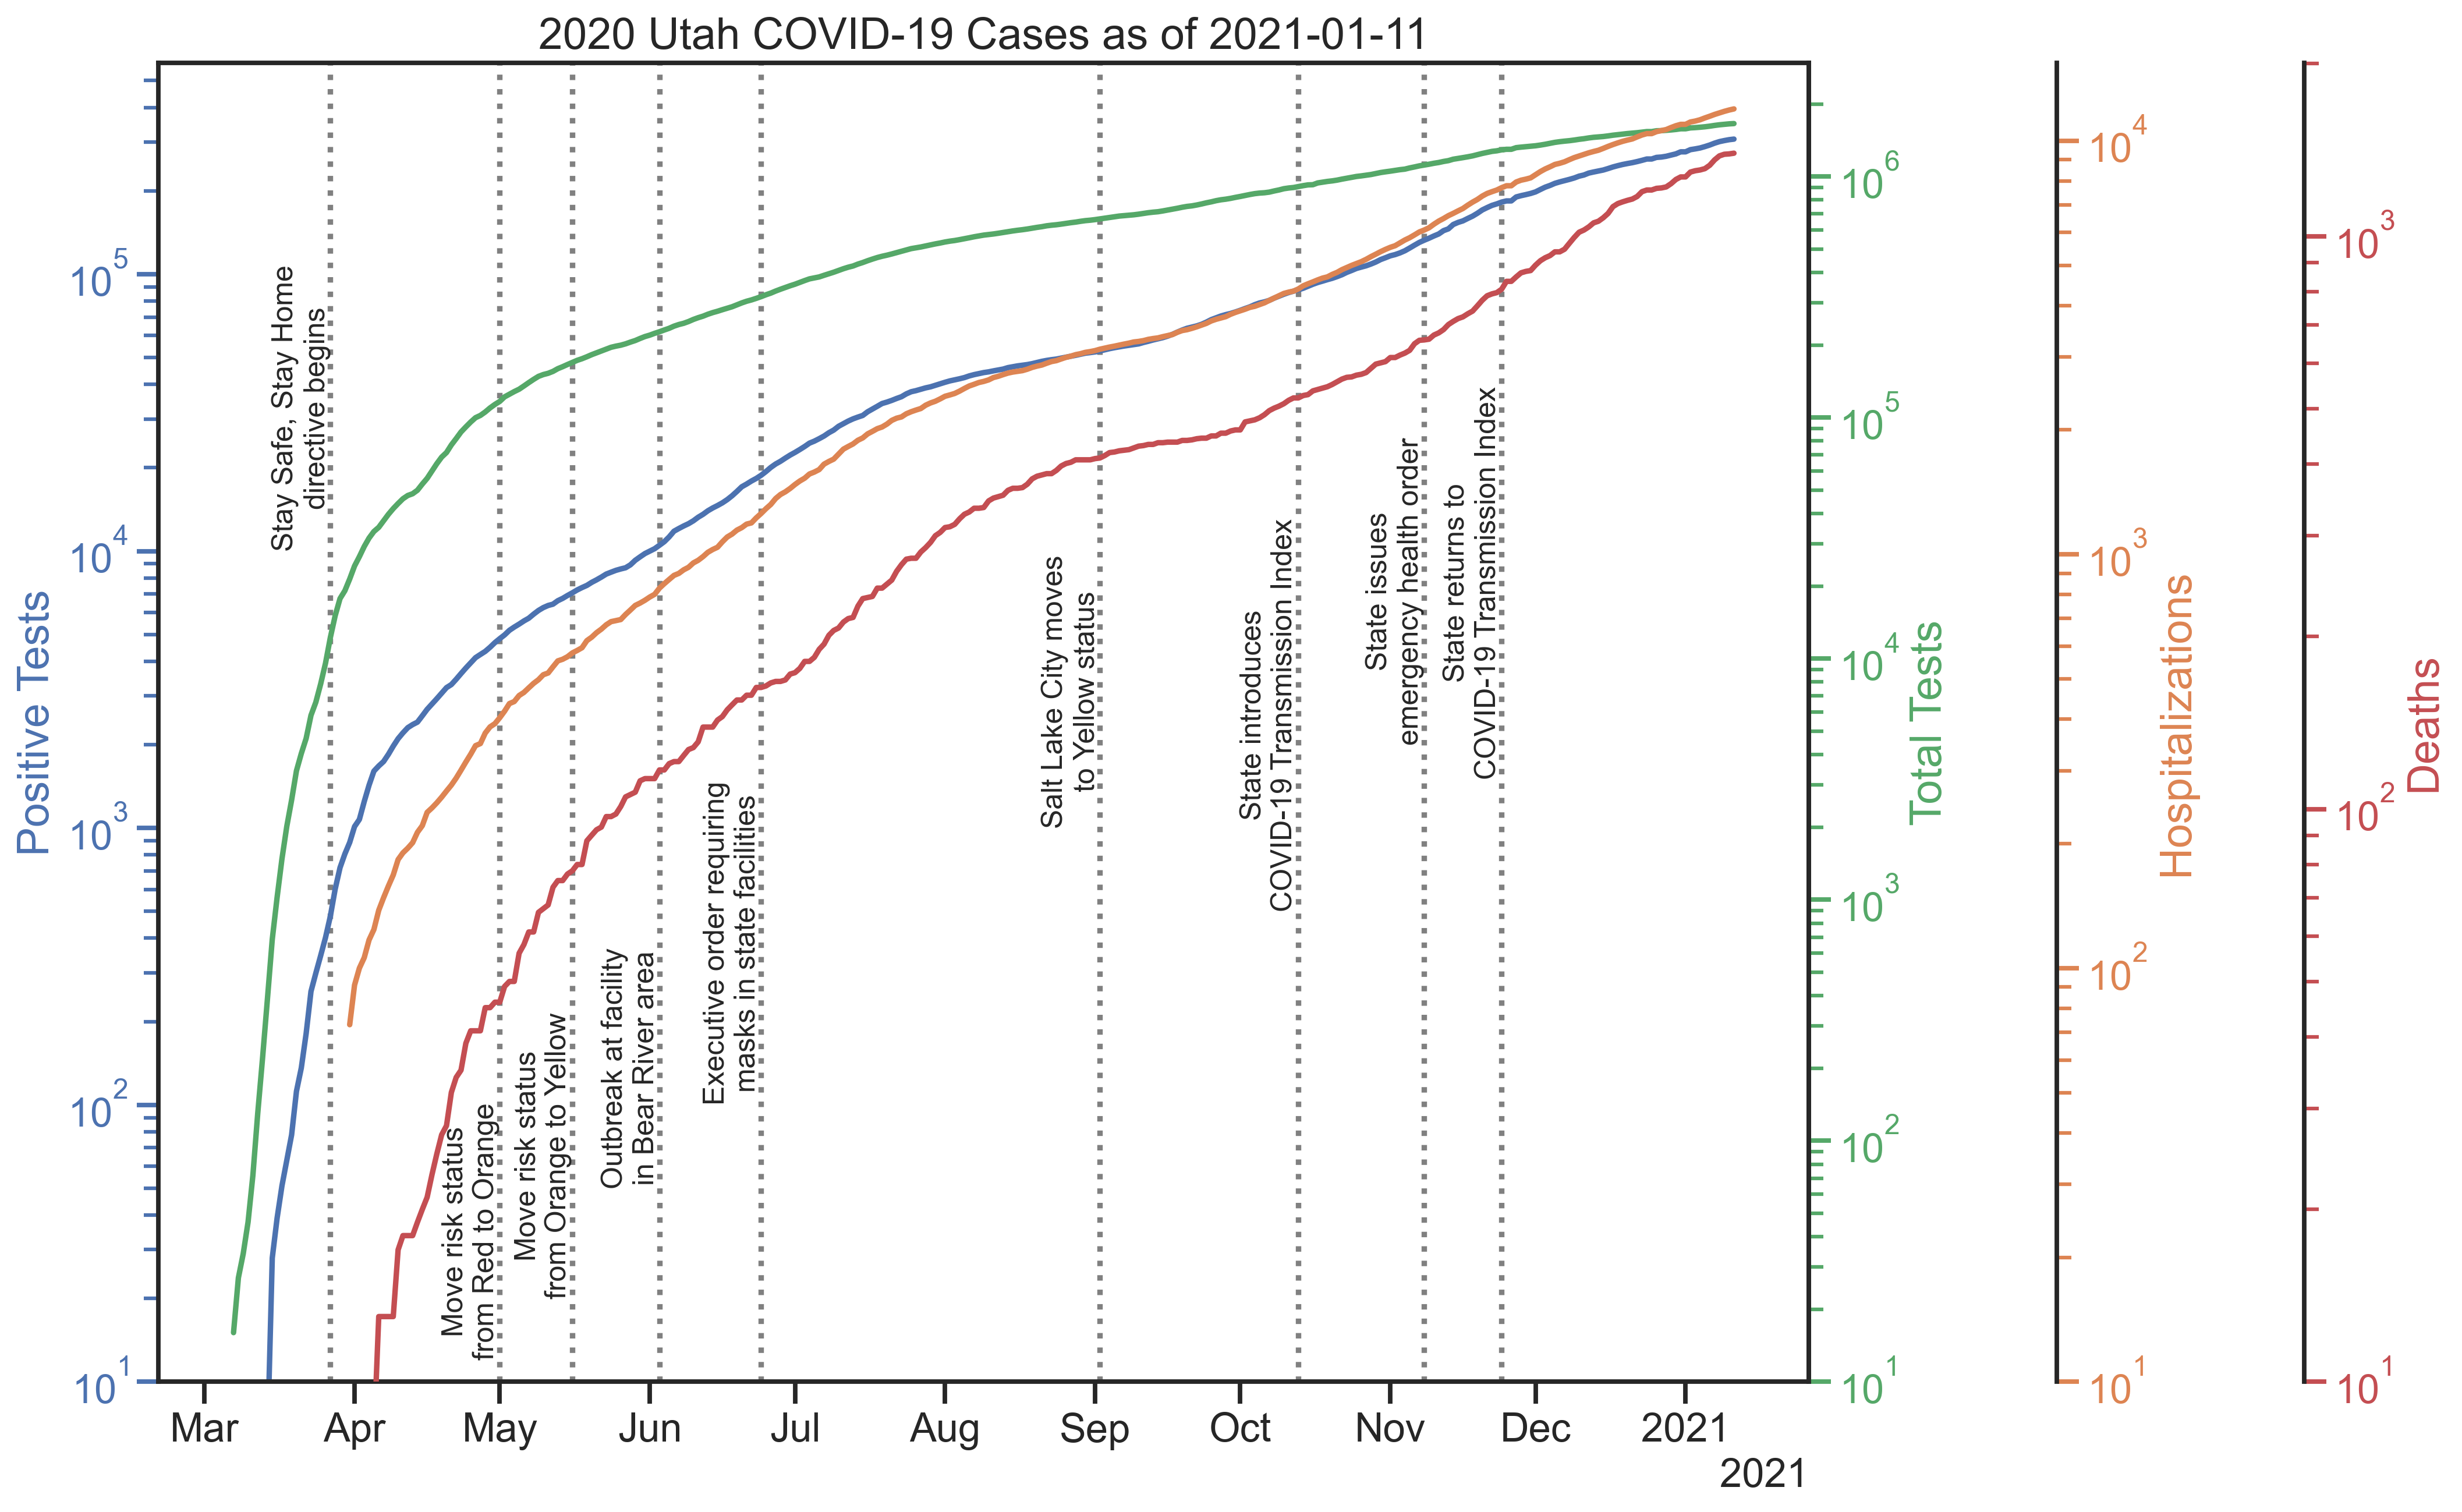 2020 Utah COVID-19 Cases as of 2021-01-11
Positive Tests
10^5
10^4
10^3
10^2
10^1
Stay Safe, Stay Home
directive begins
Move risk status
from Red to Orange
Move risk status
from Orange to Yellow
Outbreak at facility
in Bear River area
Executive order requiring
masks in state facilities
Salt Lake City moves
to Yellow status
State introduces
COVID-19 Transmission Index
State issues
emergency health order
State returns to
COVID-19 Transmission Index
Mar Apr May Jun Jul Aug Sep Oct Nov Dec 2021
2021
10^6
10^5
10^4
10^3
10^2
10^1
Total Tests
10^4
10^3
10^2
10^1
Hospitalizations
10^3
10^2
10^1
Deaths